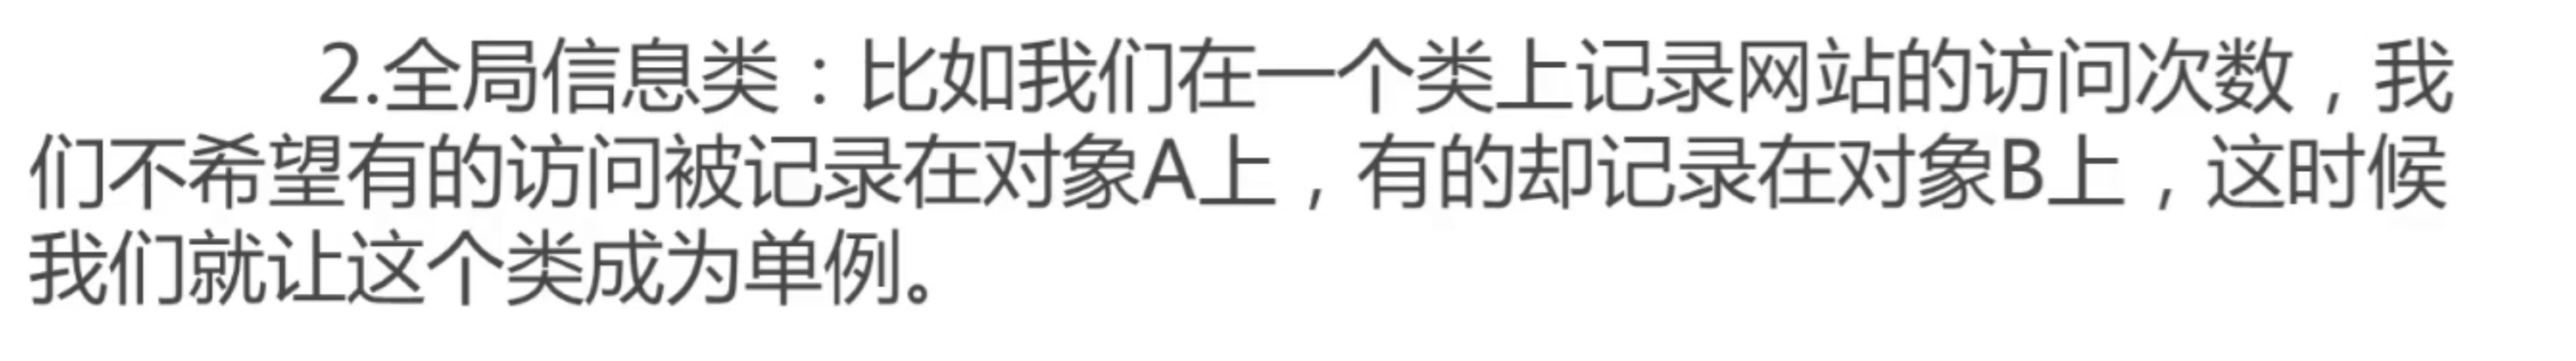 2.全局信息类：比如我们在一个类上记录网站的访问次数，我
们不希望有的访问被记录在对象A上，有的却记录在对象B上，这时候
我们就让这个类成为单例。